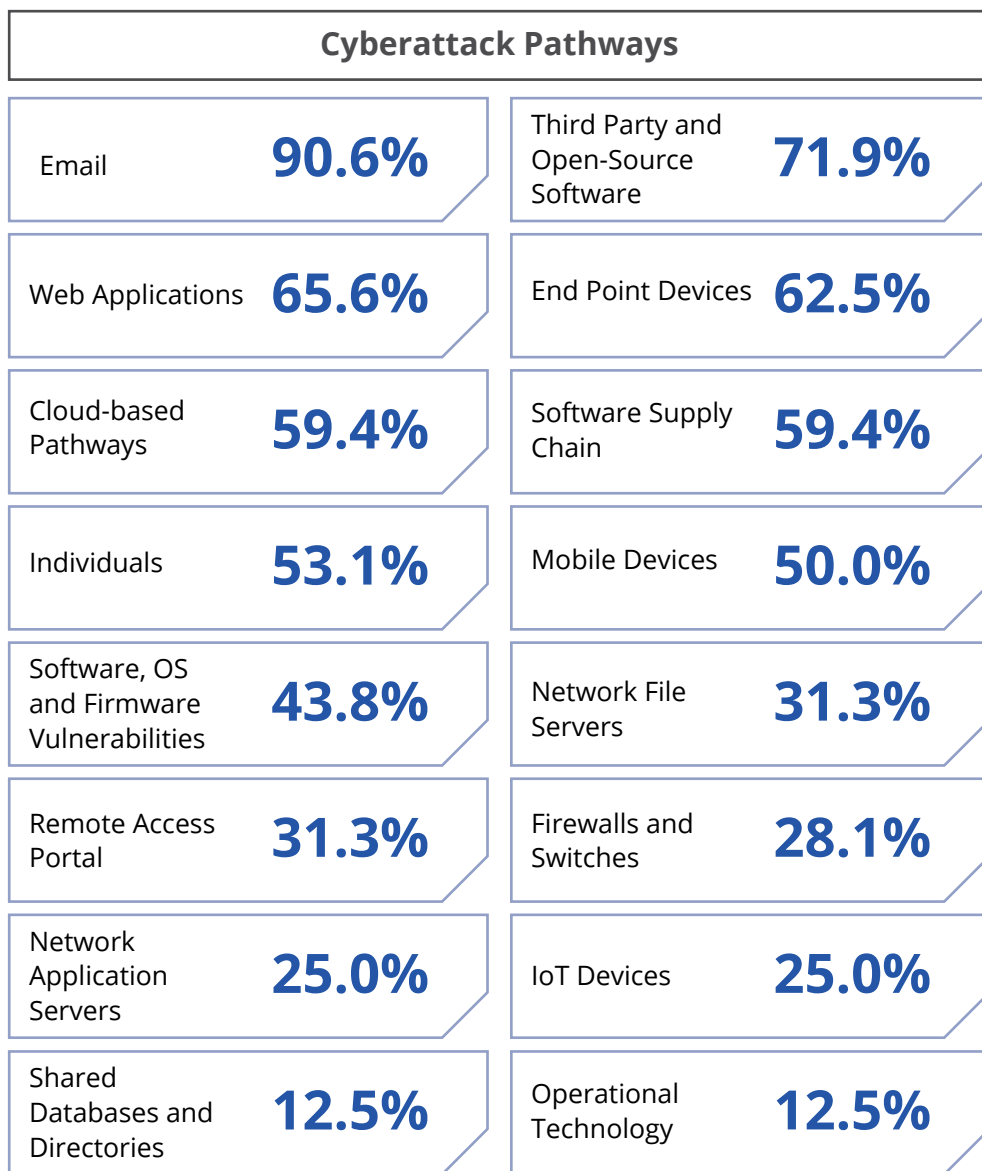 Cyberattack Pathways
Email
90.6%
Third Party and
Open-Source
Software
71.9%
Web Applications
65.6%
End Point Devices
62.5%
Cloud-based
Pathways
59.4%
Software Supply
Chain
59.4%
Individuals
53.1%
Mobile Devices
50.0%
Software, OS
and Firmware
Vulnerabilities
43.8%
Network File
Servers
31.3%
Remote Access
Portal
31.3%
Firewalls and
Switches
28.1%
Network
Application
Servers
25.0%
IoT Devices
25.0%
Shared
Databases and
Directories
12.5%
Operational
Technology
12.5%